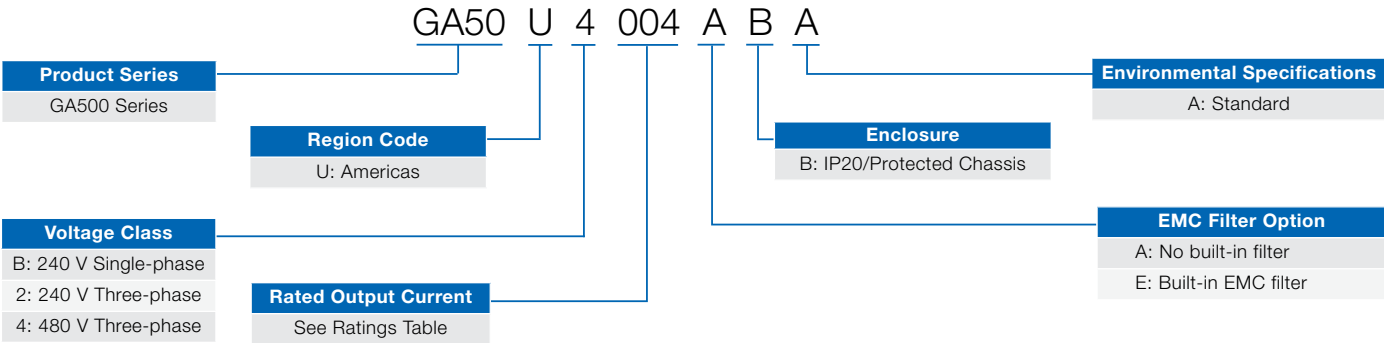 GA50 U 4 004 A B A
Product Series
GA500 Series
Environmental Specifications
A: Standard
Region Code
U: Americas
Enclosure
B: IP20/Protected Chassis
Voltage Class
B: 240 V Single-phase
2: 240 V Three-phase
4: 480 V Three-phase
EMC Filter Option
A: No built-in filter
E: Built-in EMC filter
Rated Output Current
See Ratings Table